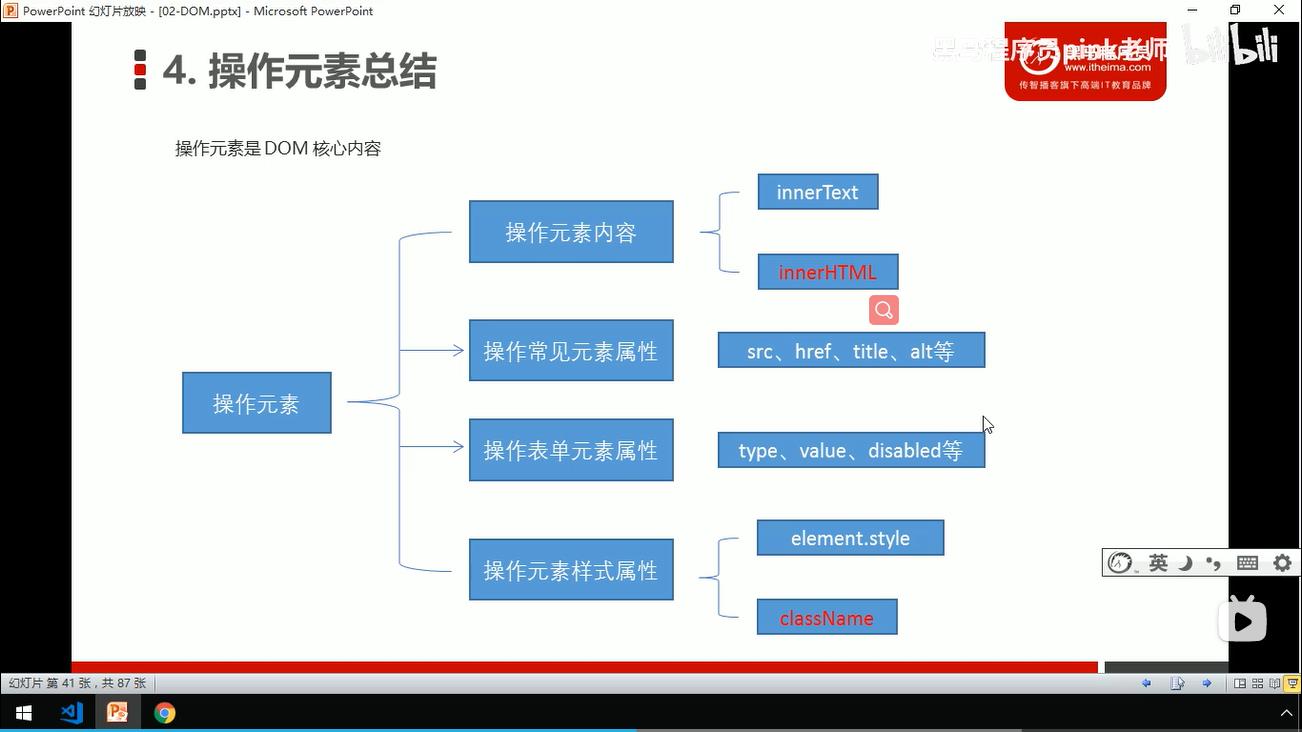 PowerPoint 幻灯片放映 - [02-DOM.pptx] - Microsoft PowerPoint
4. 操作元素总结
黑马程序员pink老师
bilibili
www.itheima.com
传智播客旗下高端IT教育品牌
操作元素是DOM 核心内容
innerText
操作元素内容
innerHTML
操作常见元素属性
src、href、title、alt等
操作元素
操作表单元素属性
type、value、disabled等
element.style
操作元素样式属性
className
英
幻灯片 第 41 张，共 87 张